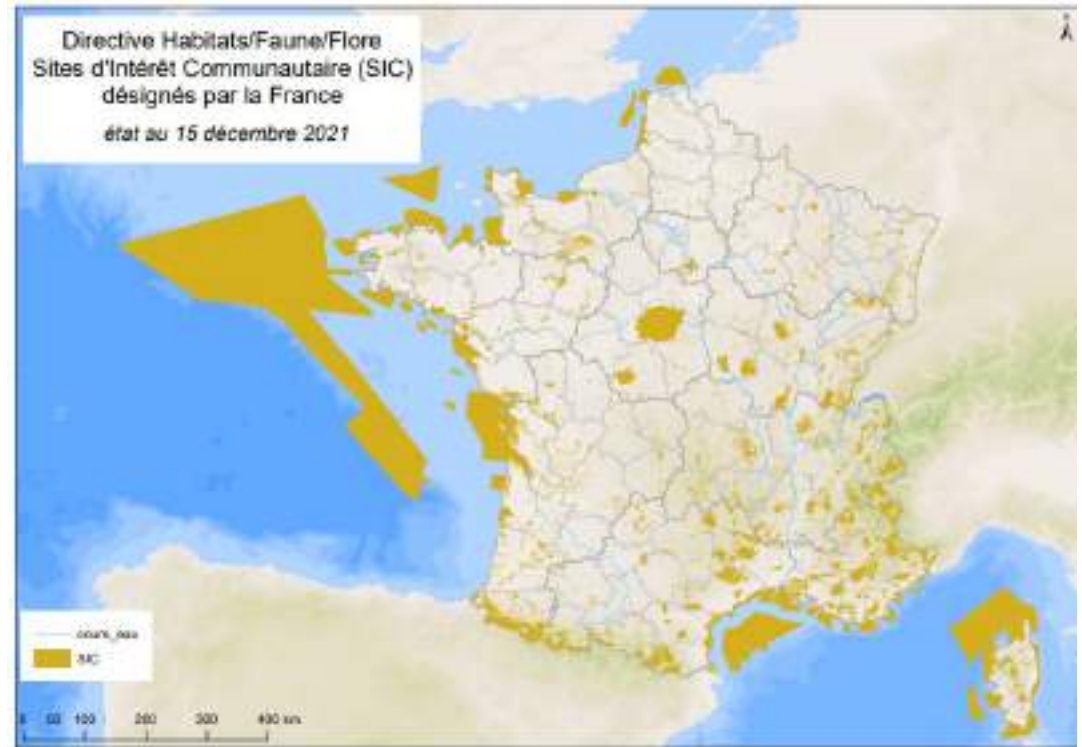 Directive Habitats/Faune/Flore
Sites d'Intérêt Communautaire (SIC)
désignés par la France
état au 15 décembre 2021
cours_eau
SIC
0 50 100 200 300 400 km